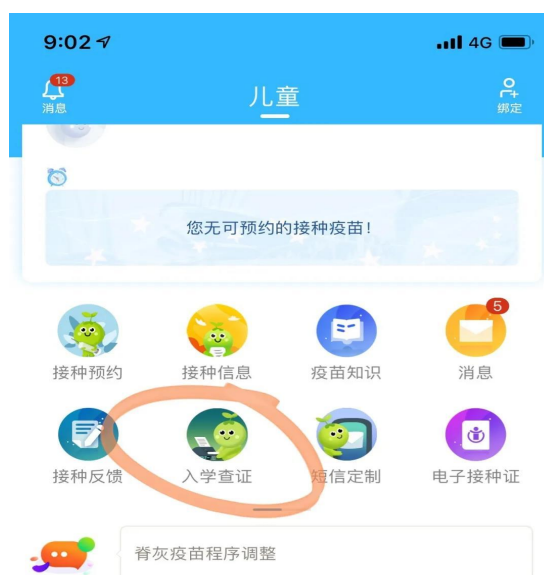 9:02
4G
13
消息
儿童
绑定
您无可预约的接种疫苗！
5
接种预约
接种信息
疫苗知识
消息
接种反馈
入学查证
短信定制
电子接种证
脊灰疫苗程序调整